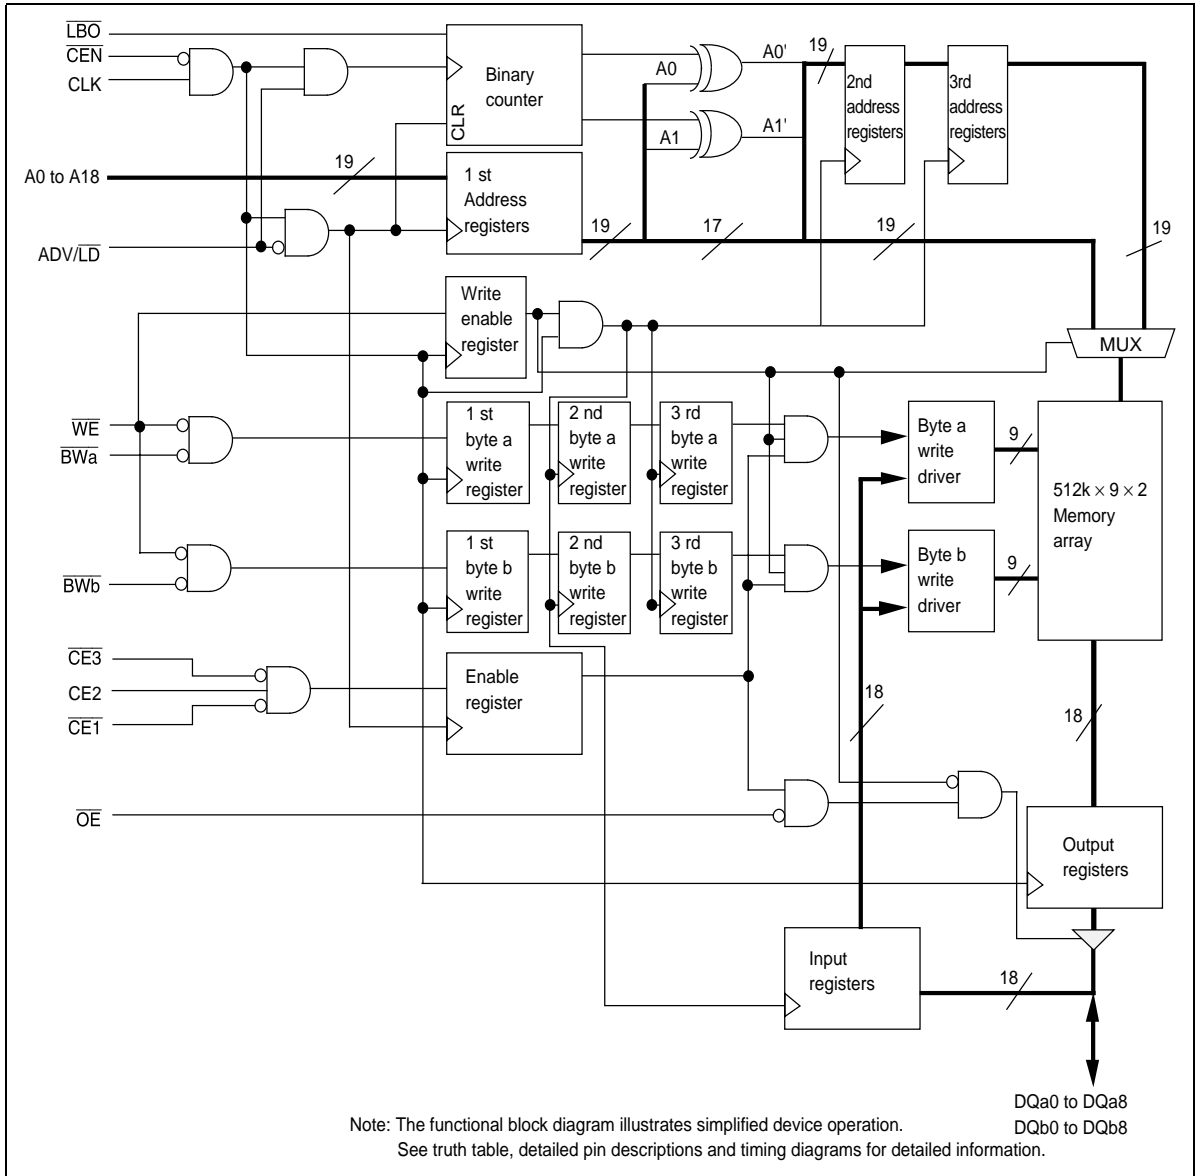 LBO
CEN
CLK
Binary
counter
CLR
A0
A0'
A1
A1'
19
2nd
address
registers
3rd
address
registers
A0 to A18
19
1 st
Address
registers
19
17
19
19
ADV/LD
Write
enable
register
MUX
WE
BWa
1 st
byte a
write
register
2 nd
byte a
write
register
3 rd
byte a
write
register
Byte a
write
driver
9
512k × 9 × 2
Memory
array
BWb
1 st
byte b
write
register
2 nd
byte b
write
register
3 rd
byte b
write
register
Byte b
write
driver
9
CE3
CE2
CE1
Enable
register
18
18
OE
Output
registers
Input
registers
18
DQa0 to DQa8
DQb0 to DQb8
Note: The functional block diagram illustrates simplified device operation.
See truth table, detailed pin descriptions and timing diagrams for detailed information.